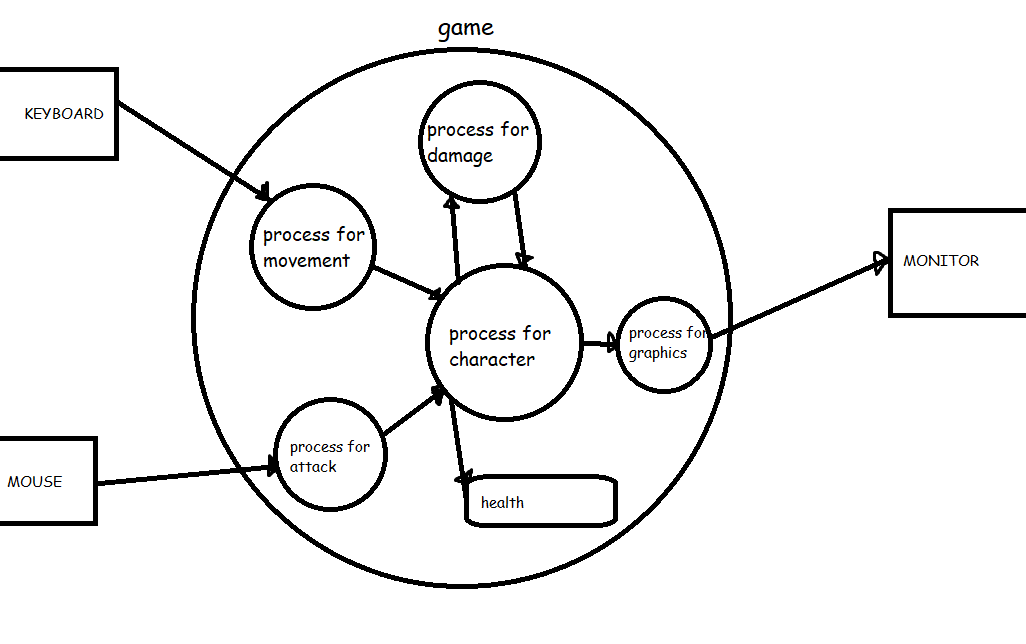 game
KEYBOARD
process for
damage
process for
movement
MONITOR
process for
character
process for
graphics
process for
attack
MOUSE
health